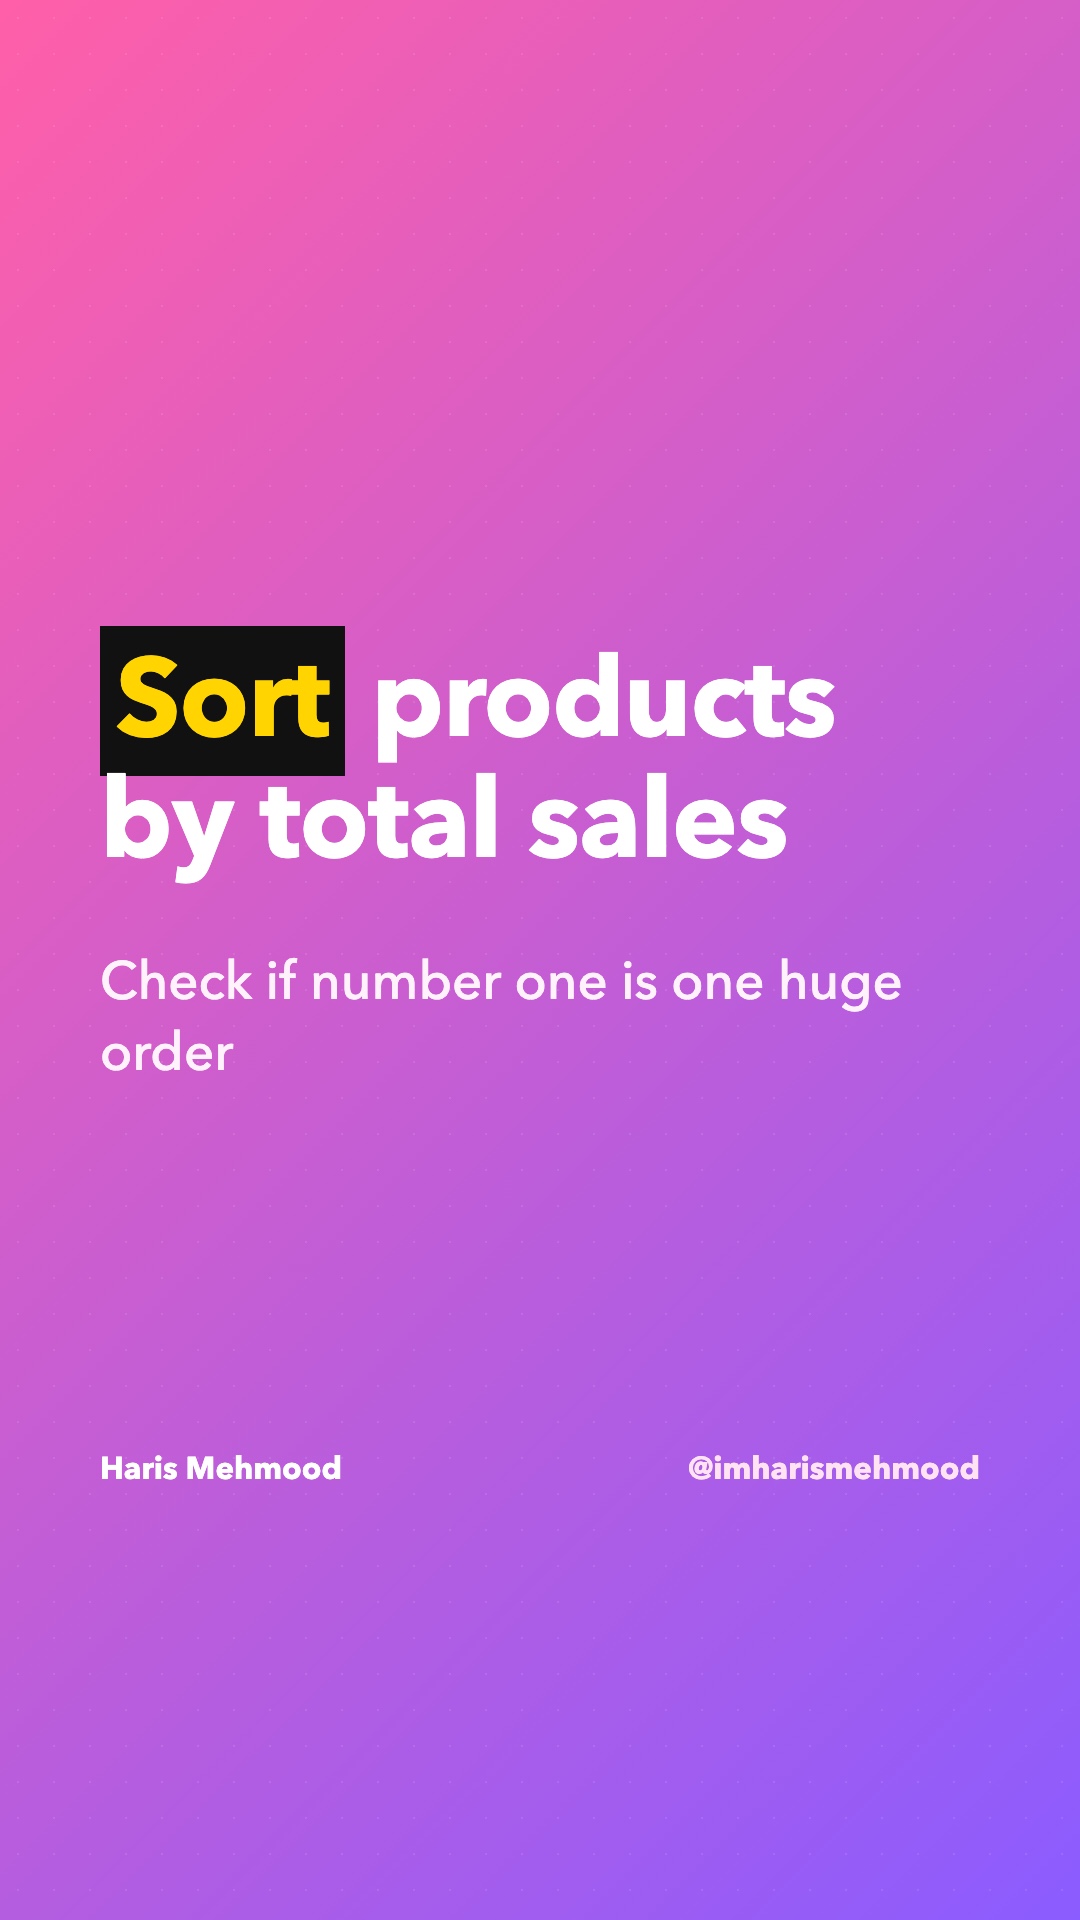 Sort products
by total sales
Check if number one is one huge
order
Haris Mehmood
@imharismehmood